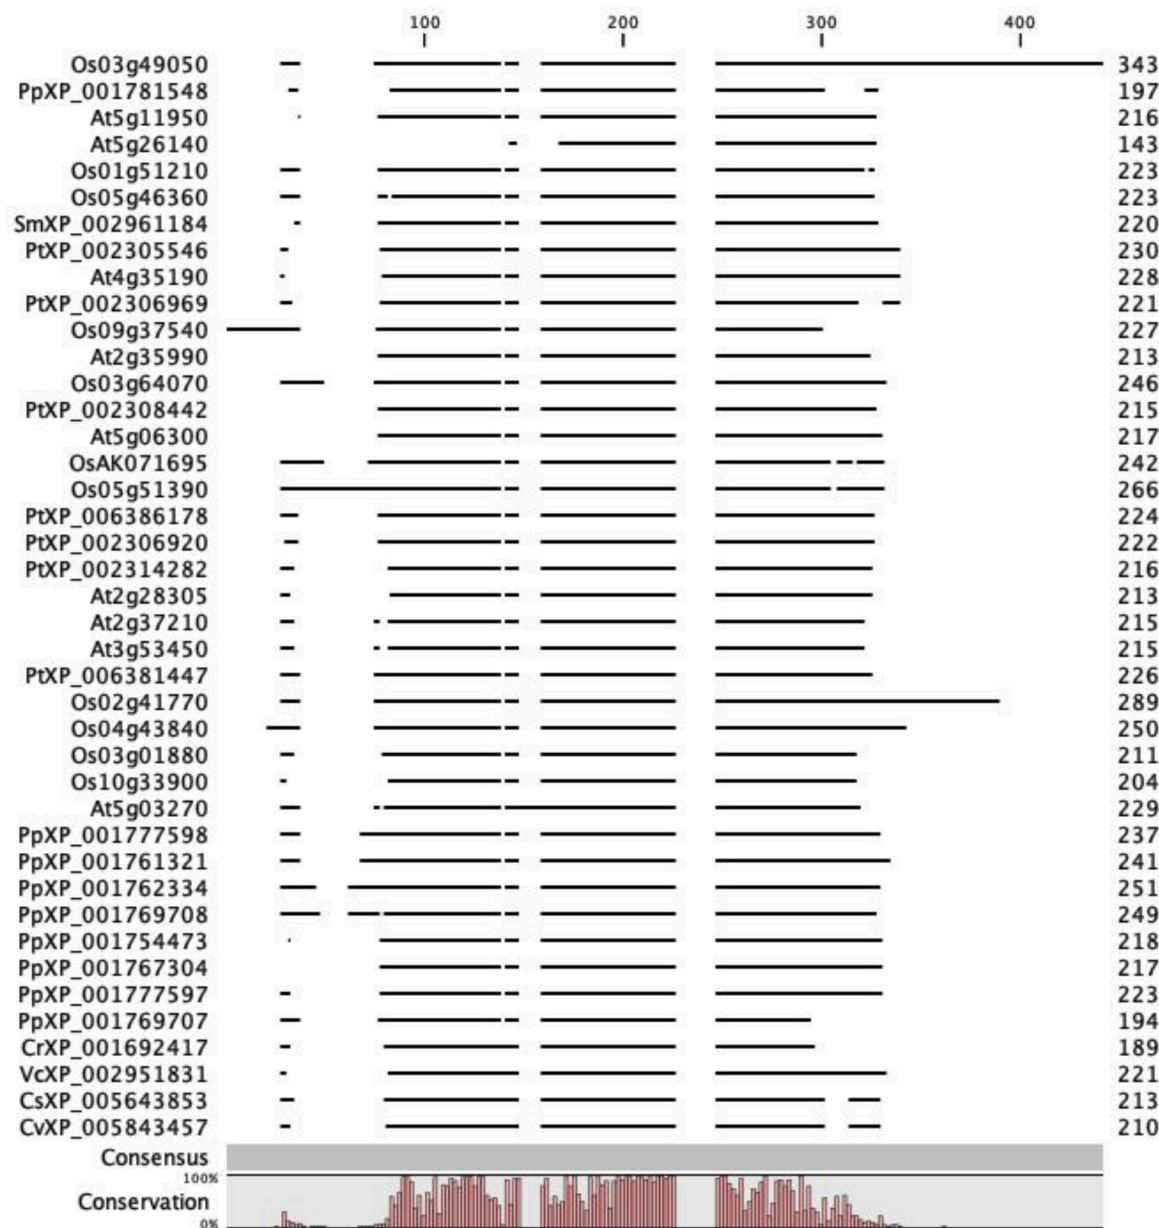 100 200 300 400
Os03g49050 343
PpXP_001781548 197
At5g11950 216
At5g26140 143
Os01g51210 223
Os05g46360 223
SmXP_002961184 220
PtXP_002305546 230
At4g35190 228
PtXP_002306969 221
Os09g37540 227
At2g35990 213
Os03g64070 246
PtXP_002308442 215
At5g06300 217
OsAK071695 242
Os05g51390 266
PtXP_006386178 224
PtXP_002306920 222
PtXP_002314282 216
At2g28305 213
At2g37210 215
At3g53450 215
PtXP_006381447 226
Os02g41770 289
Os04g43840 250
Os03g01880 211
Os10g33900 204
At5g03270 229
PpXP_001777598 237
PpXP_001761321 241
PpXP_001762334 251
PpXP_001769708 249
PpXP_001754473 218
PpXP_001767304 217
PpXP_001777597 223
PpXP_001769707 194
CrXP_001692417 189
VcXP_002951831 221
CsXP_005643853 213
CvXP_005843457 210
Consensus
100%
Conservation
0%